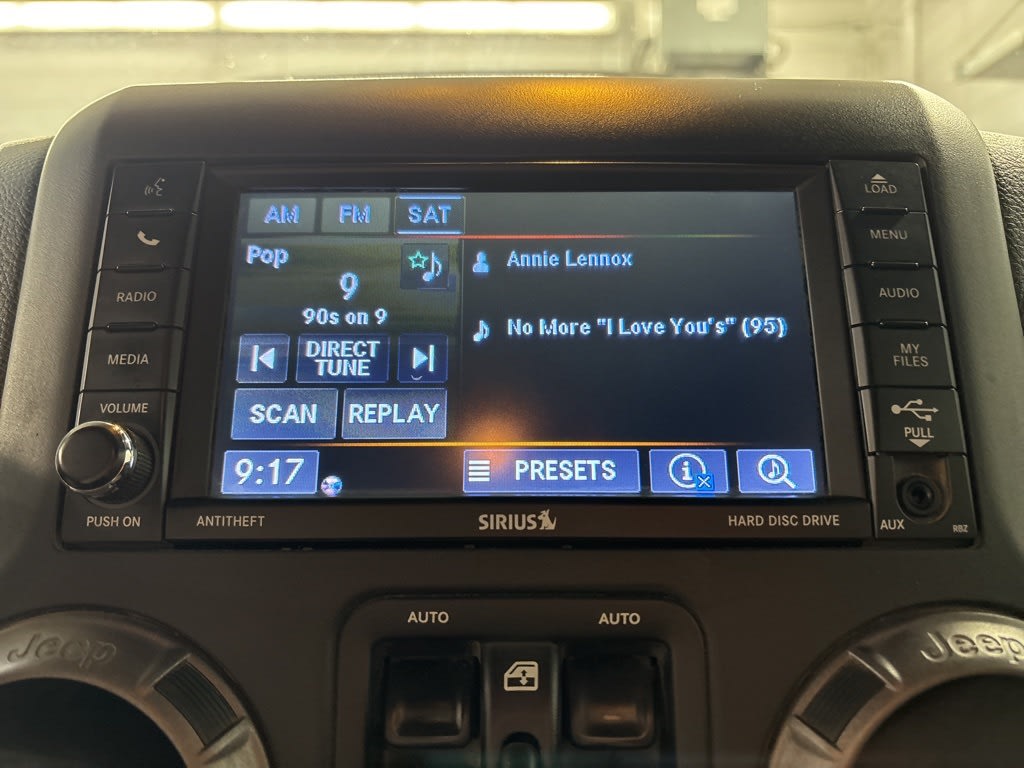 AM FM SAT
Pop
9
90s on 9
DIRECT
TUNE
SCAN REPLAY
Annie Lennox
No More "I Love You's" (95)
9:17
PRESETS
RADIO
MEDIA
VOLUME
PUSH ON
ANTITHEFT
SIRIUS
HARD DISC DRIVE
LOAD
MENU
AUDIO
MY
FILES
PULL
AUX
RBZ
AUTO AUTO
Jeep
Jeep